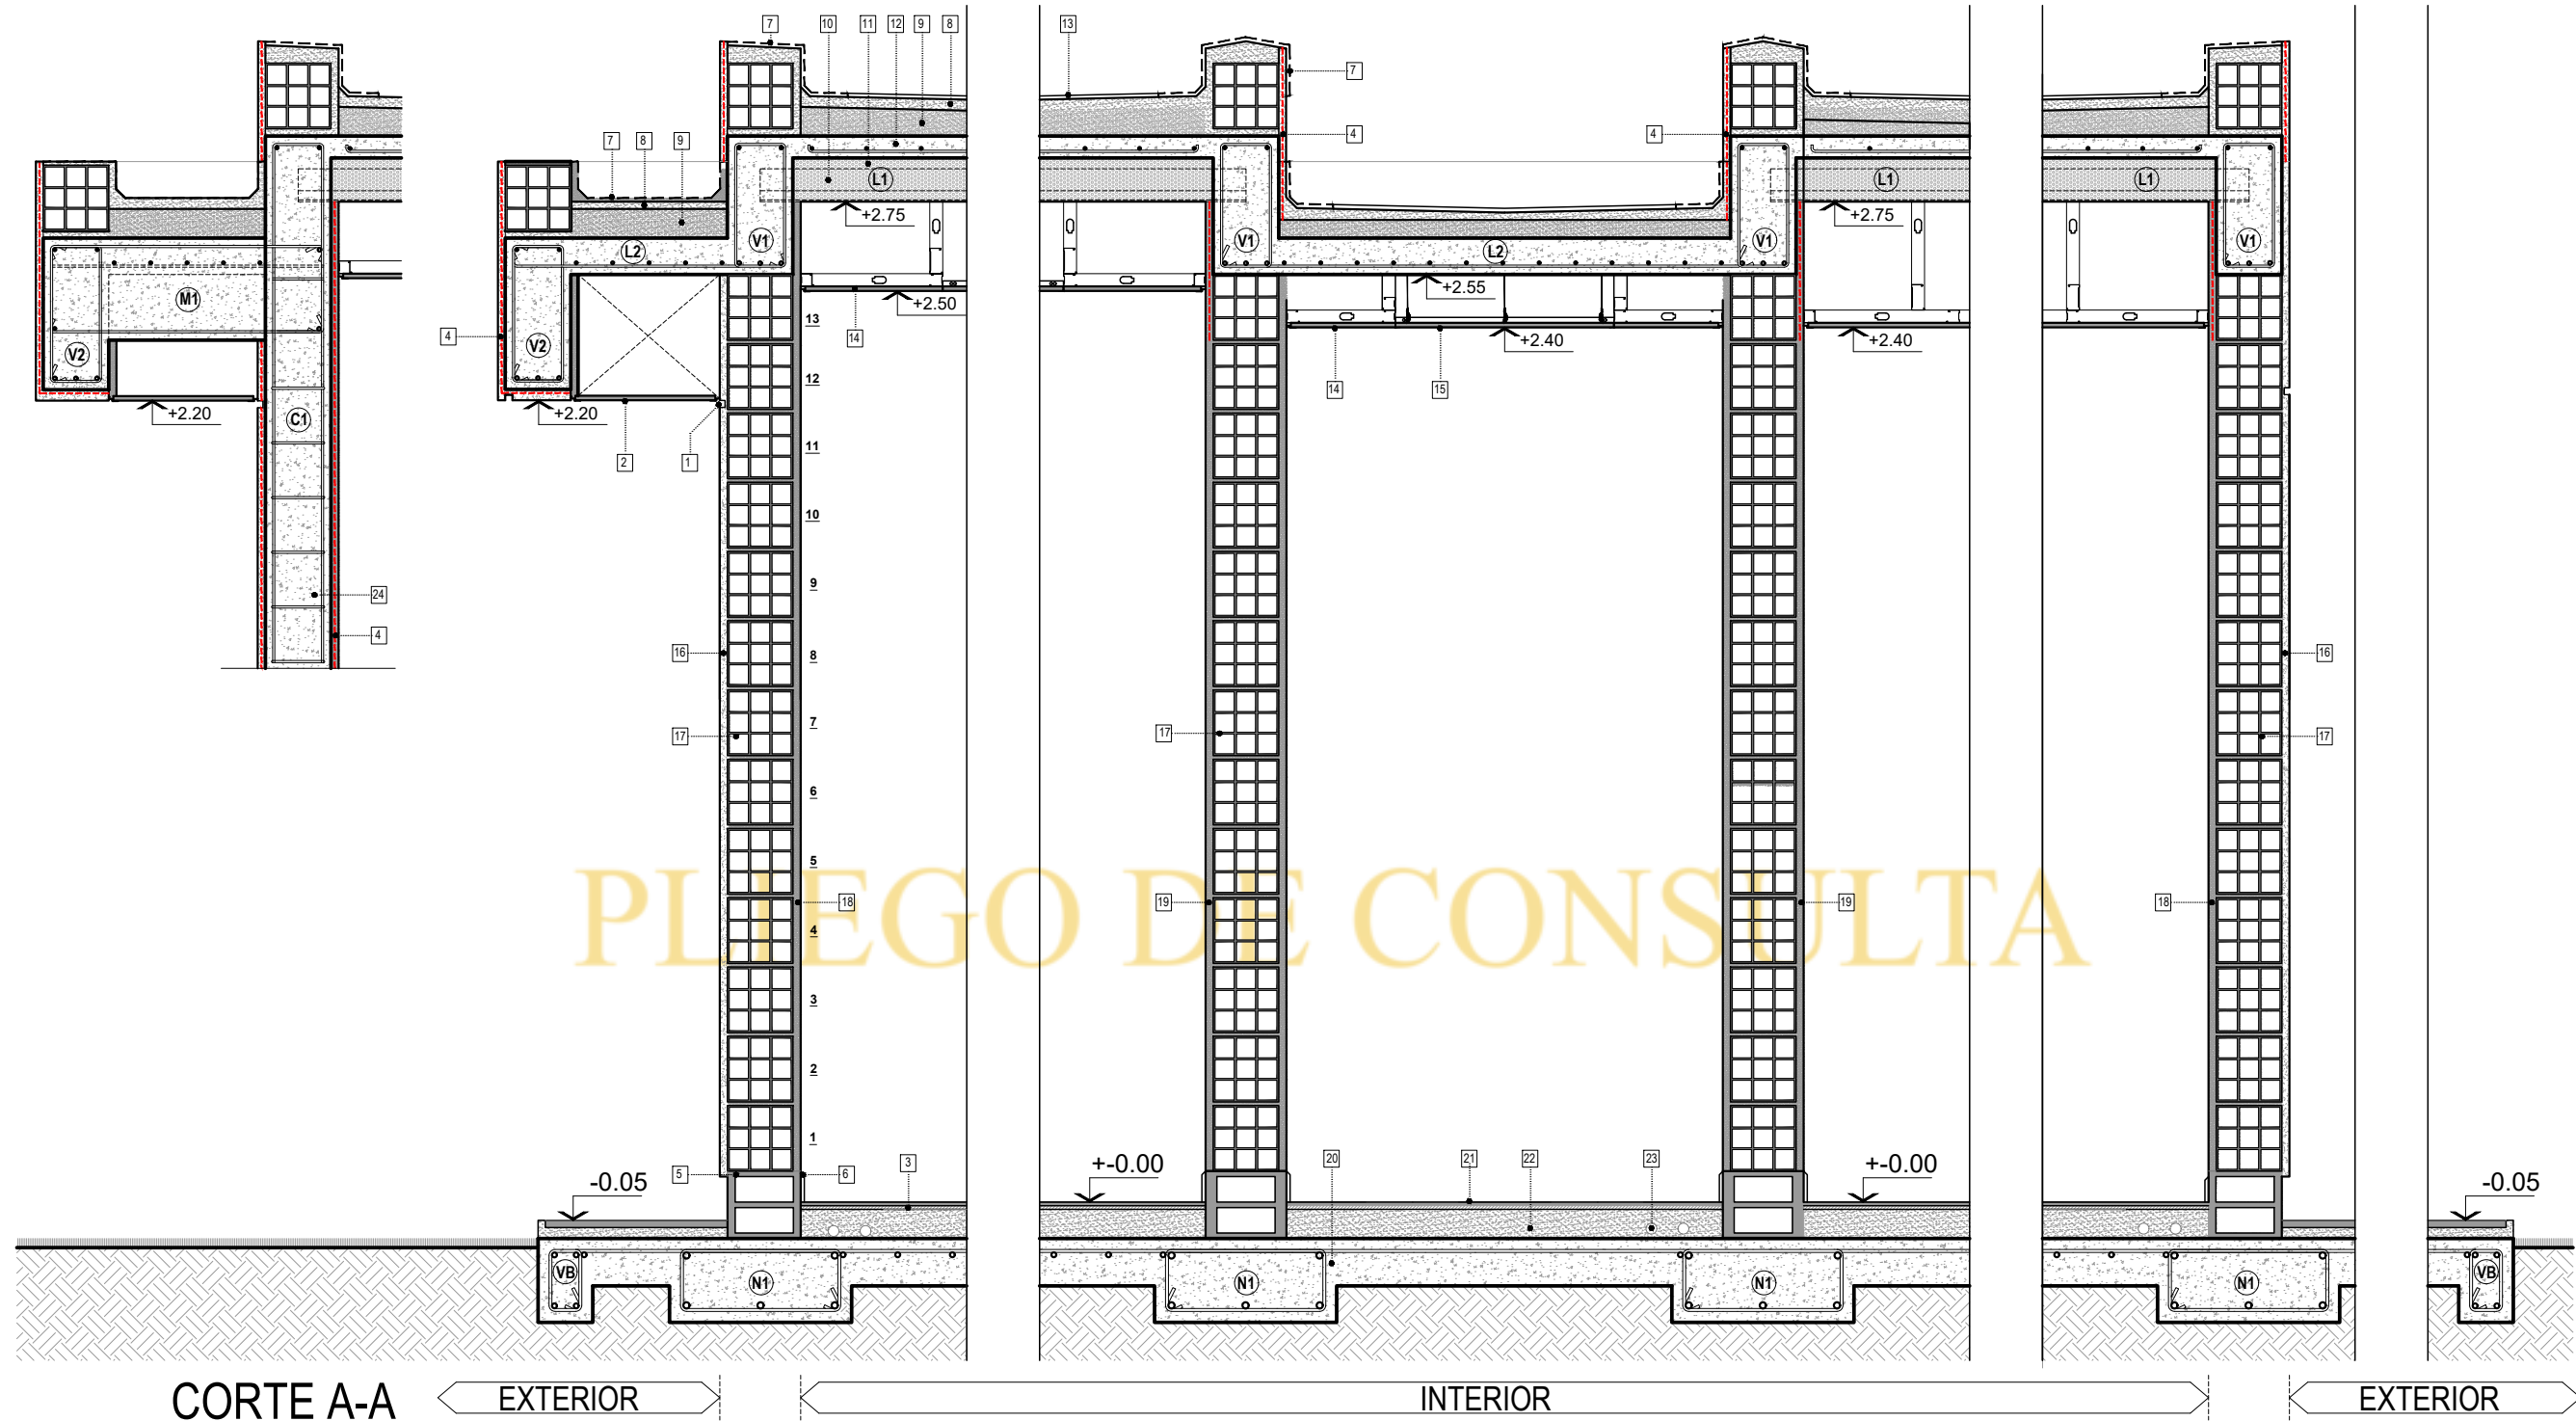 7 10 11 12 9 8 13
7
4 4
7 8 9
L1 L1 L1
+2.75 +2.75
V1 V1 V1 V1
L2 L2
M1
+2.55
+2.50
13
4 14
V2 V2
+2.40 +2.40
12
14 15
+2.20 +2.20
C1
11
2 1
10
9
24
4
16 8 16
7
17 17 17
6
5
PLIEGO DE CONSULTA
18 19 19 18
4
3
2
1
5 6 3 +-0.00 20 21 22 23 +-0.00
-0.05 -0.05
VB N1 N1 N1 N1 VB
CORTE A-A EXTERIOR INTERIOR EXTERIOR